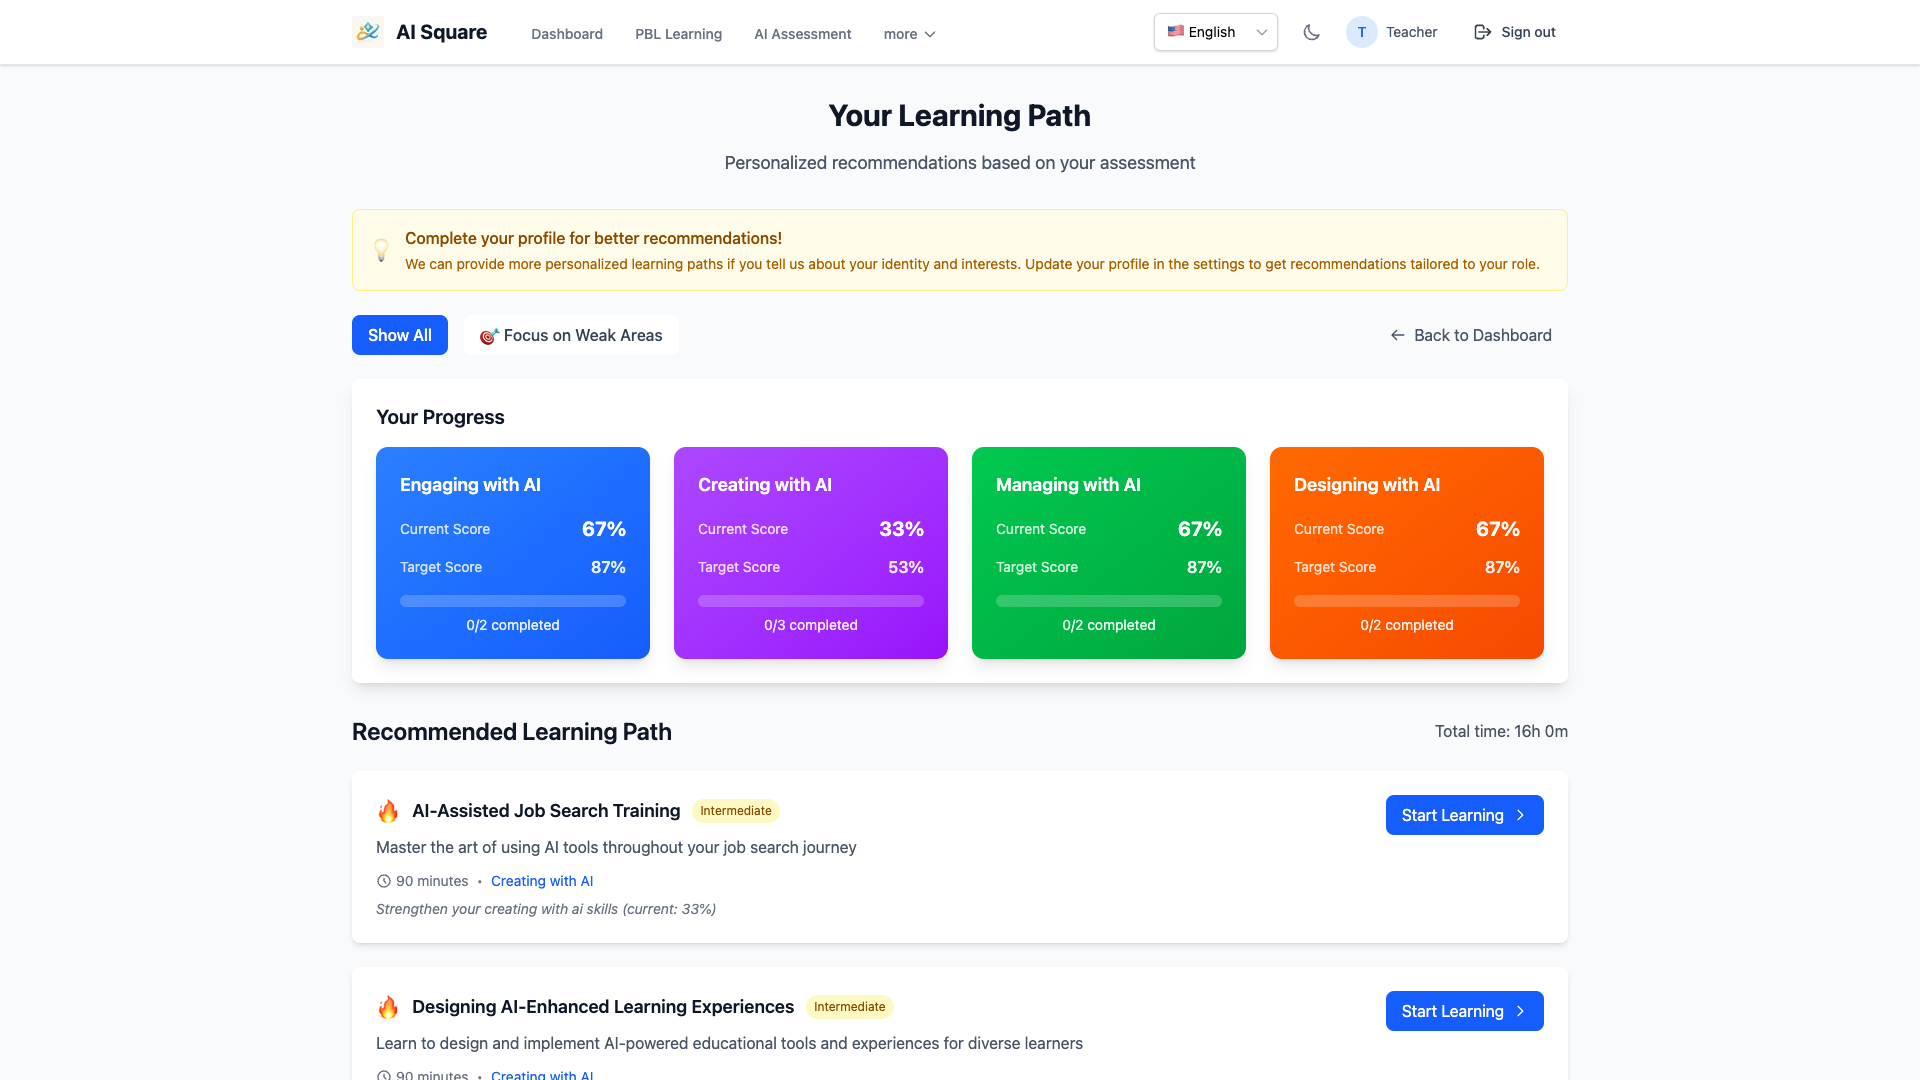 AI Square
Dashboard
PBL Learning
AI Assessment
more
English
T
Teacher
Sign out
Your Learning Path
Personalized recommendations based on your assessment
Complete your profile for better recommendations!
We can provide more personalized learning paths if you tell us about your identity and interests. Update your profile in the settings to get recommendations tailored to your role.
Show All
Focus on Weak Areas
Back to Dashboard
Your Progress
Engaging with AI
Current Score 67%
Target Score 87%
0/2 completed
Creating with AI
Current Score 33%
Target Score 53%
0/3 completed
Managing with AI
Current Score 67%
Target Score 87%
0/2 completed
Designing with AI
Current Score 67%
Target Score 87%
0/2 completed
Recommended Learning Path
Total time: 16h 0m
AI-Assisted Job Search Training
Intermediate
Start Learning
Master the art of using AI tools throughout your job search journey
90 minutes • Creating with AI
Strengthen your creating with ai skills (current: 33%)
Designing AI-Enhanced Learning Experiences
Intermediate
Start Learning
Learn to design and implement AI-powered educational tools and experiences for diverse learners
90 minutes • Creating with AI